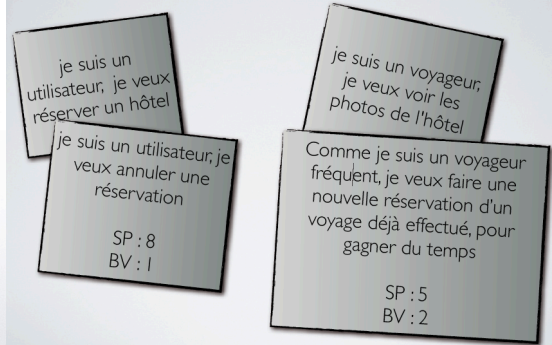 je suis un
utilisateur, je veux
réserver un hôtel
je suis un utilisateur, je
veux annuler une
réservation
SP : 8
BV : 1
je suis un voyageur,
je veux voir les
photos de l'hôtel
Comme je suis un voyageur
fréquent, je veux faire une
nouvelle réservation d'un
voyage déjà effectué, pour
gagner du temps
SP : 5
BV : 2